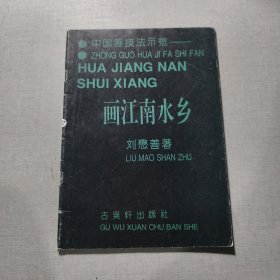 中国画技法示范——
ZHONG GUO HUA JI FA SHI FAN
HUA JIANG NAN
SHUI XIANG
画江南水乡
刘懋善著
LIU MAO SHAN ZHU
古吴轩出版社
GU WU XUAN CHU BAN SHE